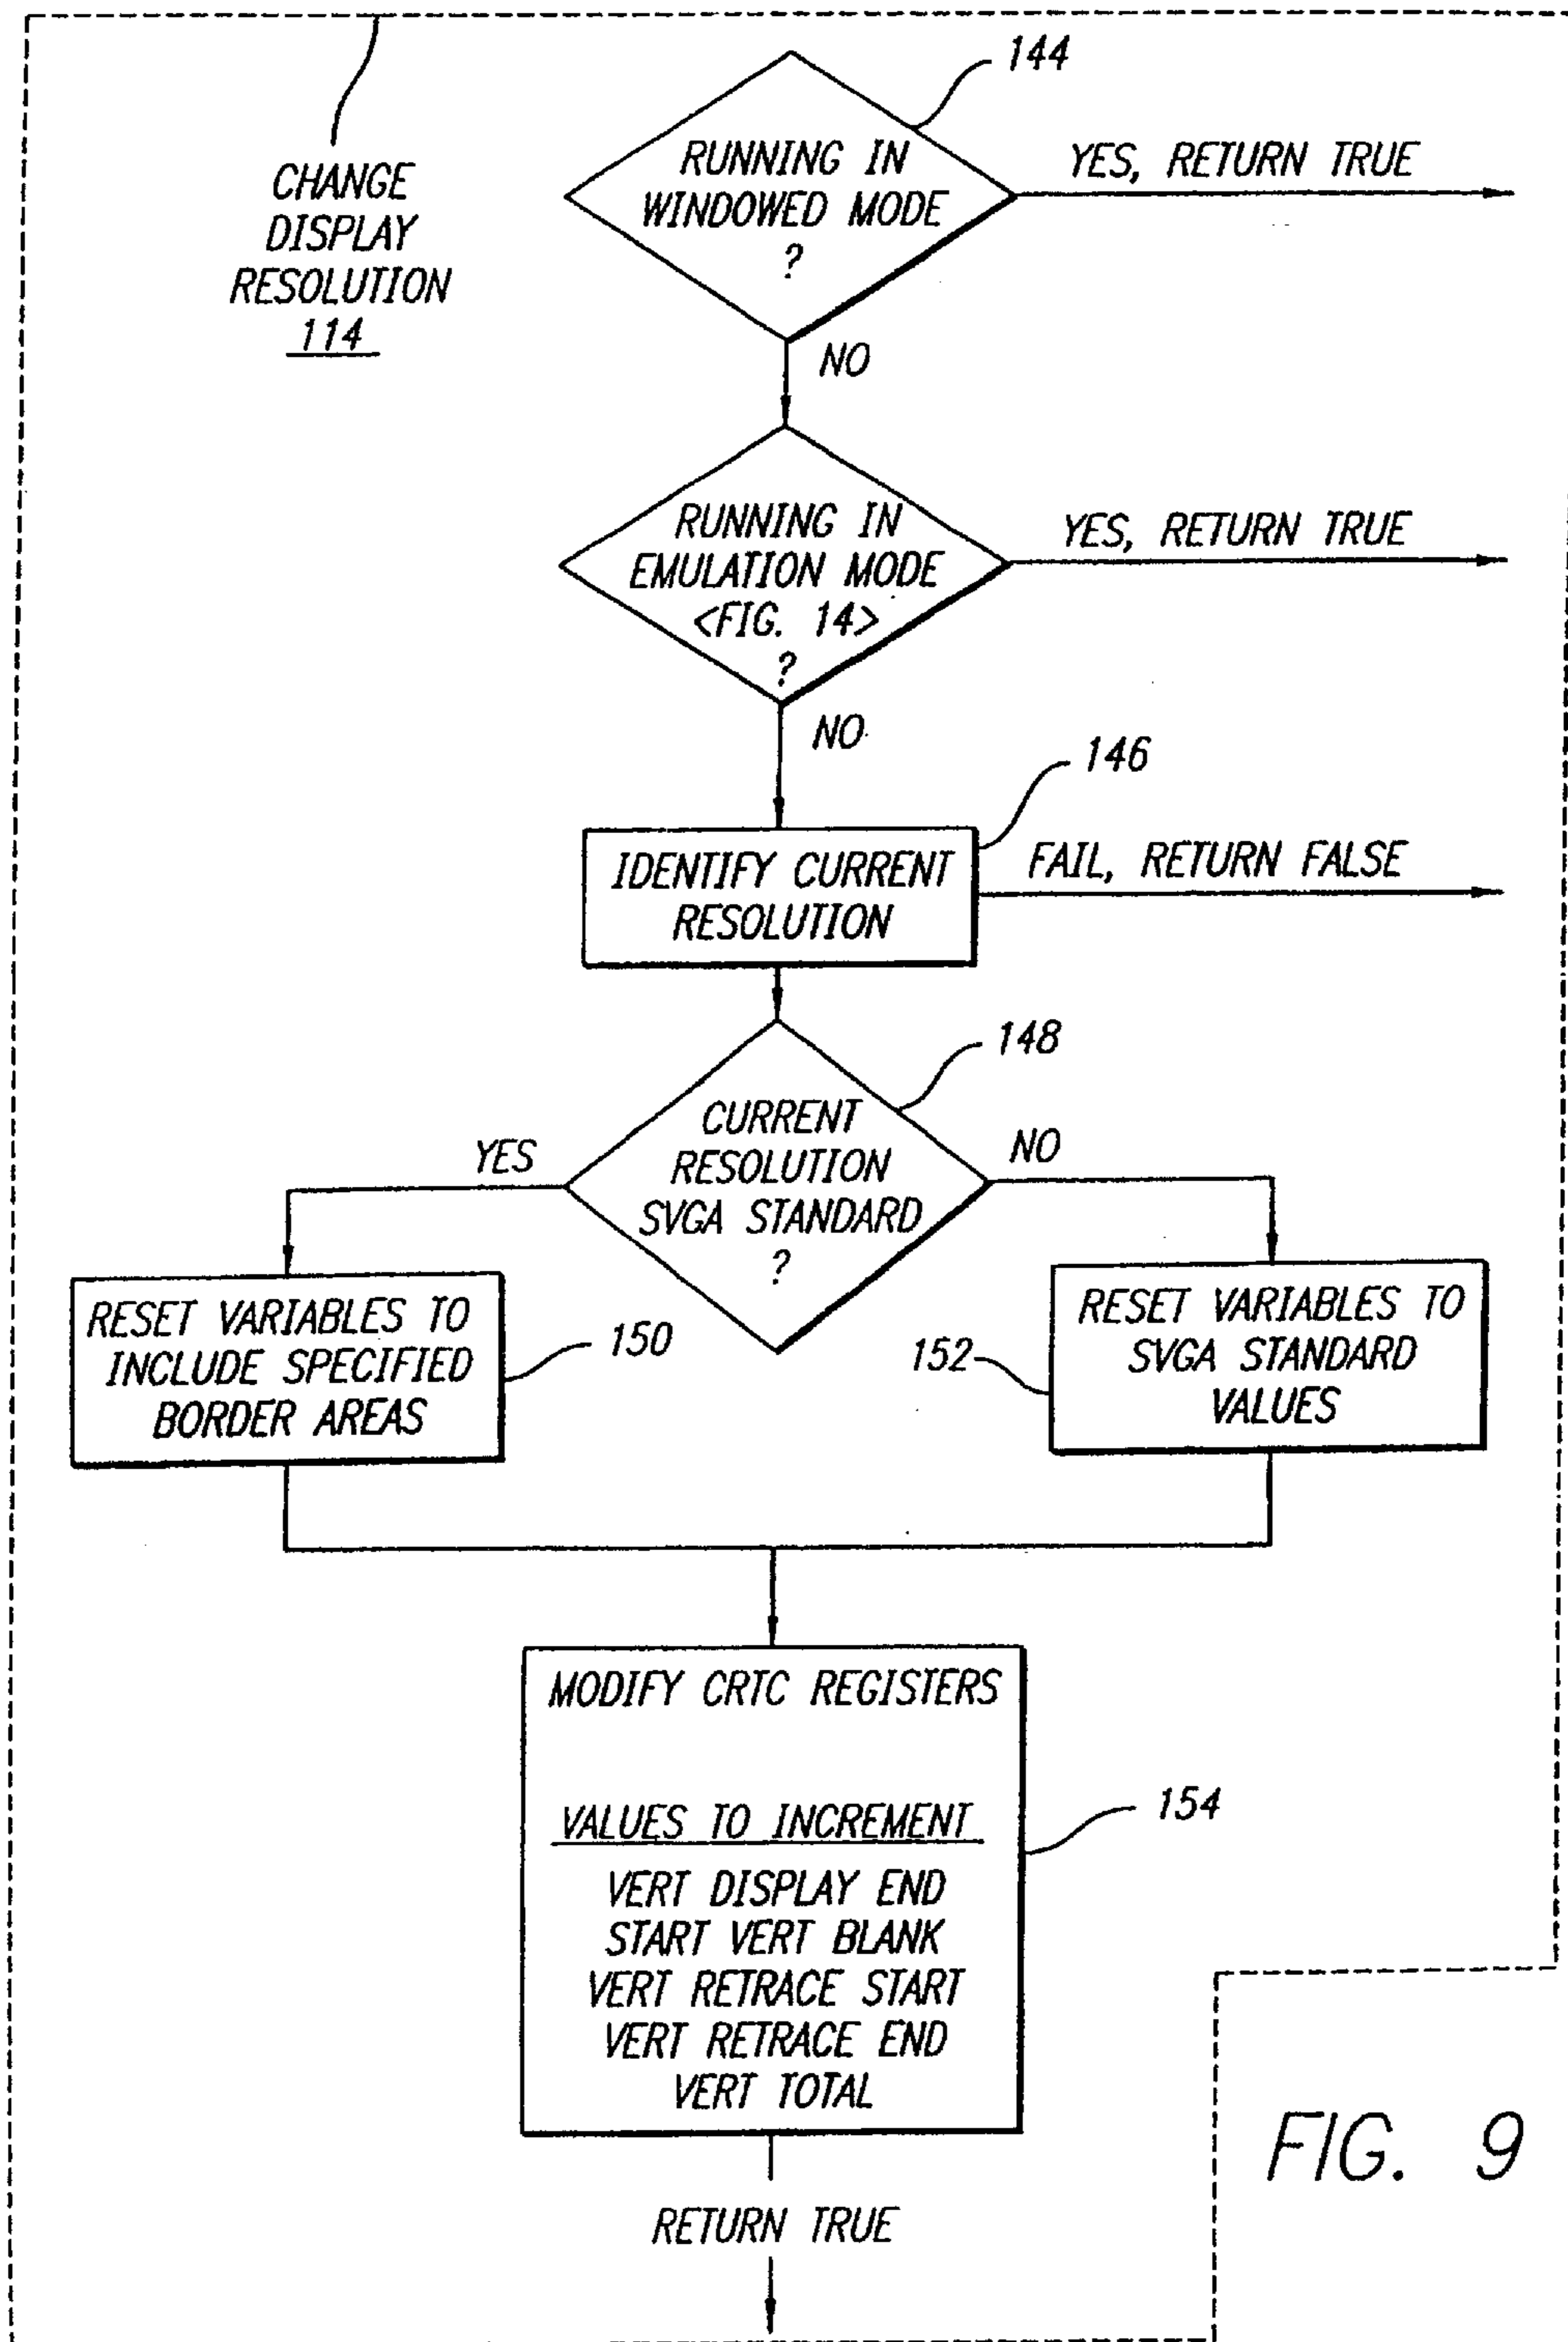 144
CHANGE
DISPLAY
RESOLUTION
114
RUNNING IN
WINDOWED MODE
?
YES, RETURN TRUE
NO
RUNNING IN
EMULATION MODE
<FIG. 14>
?
YES, RETURN TRUE
NO
146
IDENTIFY CURRENT
RESOLUTION
FAIL, RETURN FALSE
148
CURRENT
RESOLUTION
SVGA STANDARD
?
YES
NO
RESET VARIABLES TO
INCLUDE SPECIFIED
BORDER AREAS
150
152
RESET VARIABLES TO
SVGA STANDARD
VALUES
MODIFY CRTC REGISTERS
VALUES TO INCREMENT
VERT DISPLAY END
START VERT BLANK
VERT RETRACE START
VERT RETRACE END
VERT TOTAL
154
RETURN TRUE
FIG. 9